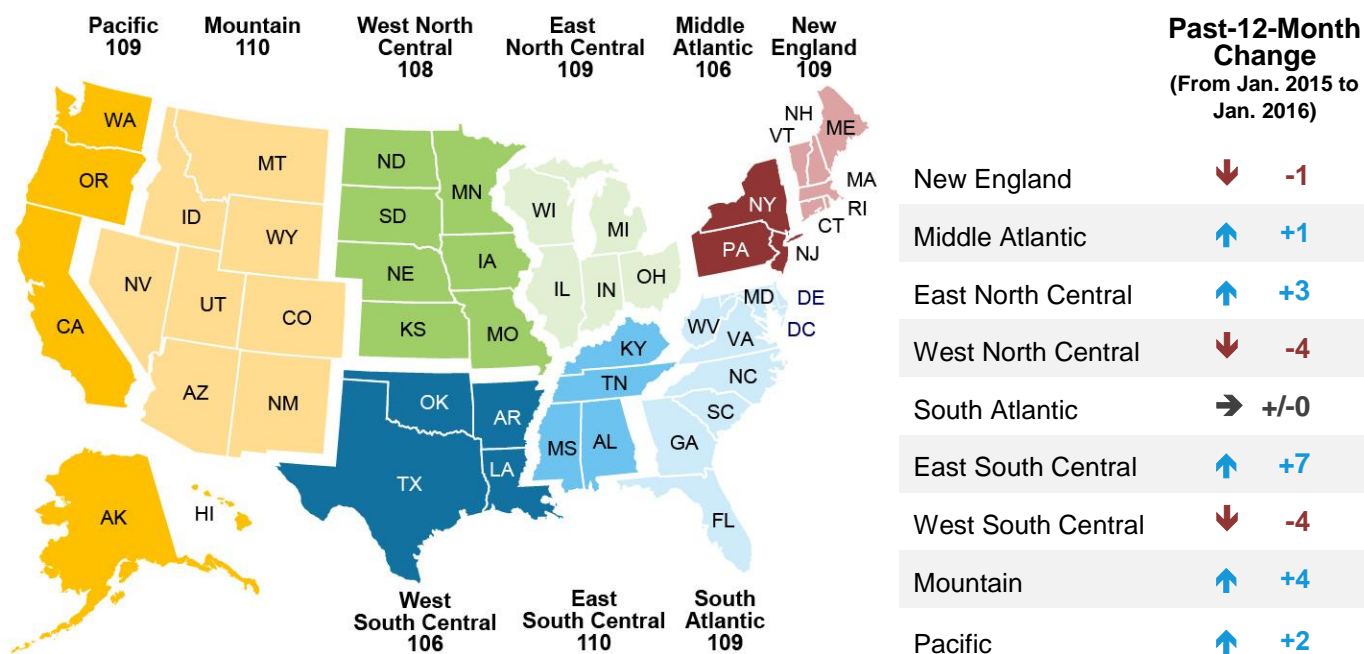 Pacific
109
Mountain
110
West North
Central
108
East
North Central
109
Middle
Atlantic
106
New
England
109
WA
OR
CA
AK
HI
MT
ID
WY
NV
UT
CO
AZ
NM
ND
SD
NE
KS
MN
IA
MO
WI
MI
IL
IN
OH
NY
PA
NJ
NH
VT
ME
MA
RI
CT
OK
AR
TX
LA
KY
TN
MS
AL
MD
DE
DC
WV
VA
NC
SC
GA
FL
West
South Central
106
East
South Central
110
South
Atlantic
109
Past-12-Month
Change
(From Jan. 2015 to
Jan. 2016)
New England -1
Middle Atlantic +1
East North Central +3
West North Central -4
South Atlantic +/-0
East South Central +7
West South Central -4
Mountain +4
Pacific +2